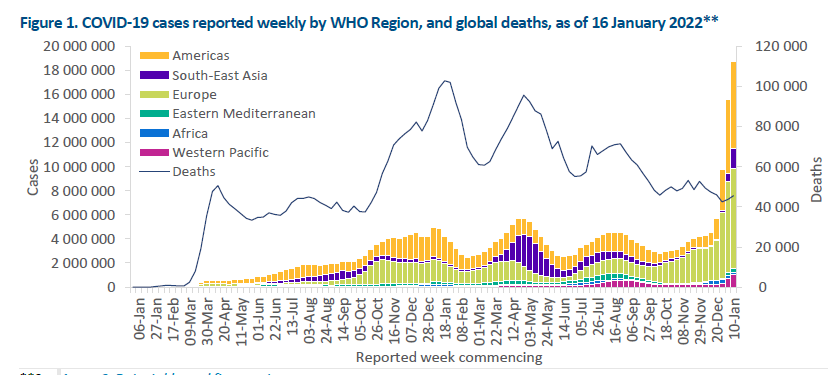 Figure 1. COVID-19 cases reported weekly by WHO Region, and global deaths, as of 16 January 2022**
20 000 000
18 000 000
16 000 000
14 000 000
12 000 000
10 000 000
8 000 000
6 000 000
4 000 000
2 000 000
0
Cases
Americas
South-East Asia
Europe
Eastern Mediterranean
Africa
Western Pacific
Deaths
120 000
100 000
80 000
60 000
40 000
20 000
0
Deaths
06-Jan
27-Jan
17-Feb
09-Mar
30-Mar
20-Apr
11-May
01-Jun
22-Jun
13-Jul
03-Aug
24-Aug
14-Sep
05-Oct
26-Oct
16-Nov
07-Dec
28-Dec
18-Jan
08-Feb
01-Mar
22-Mar
12-Apr
03-May
24-May
14-Jun
05-Jul
26-Jul
16-Aug
06-Sep
27-Sep
18-Oct
08-Nov
29-Nov
20-Dec
10-Jan
Reported week commencing